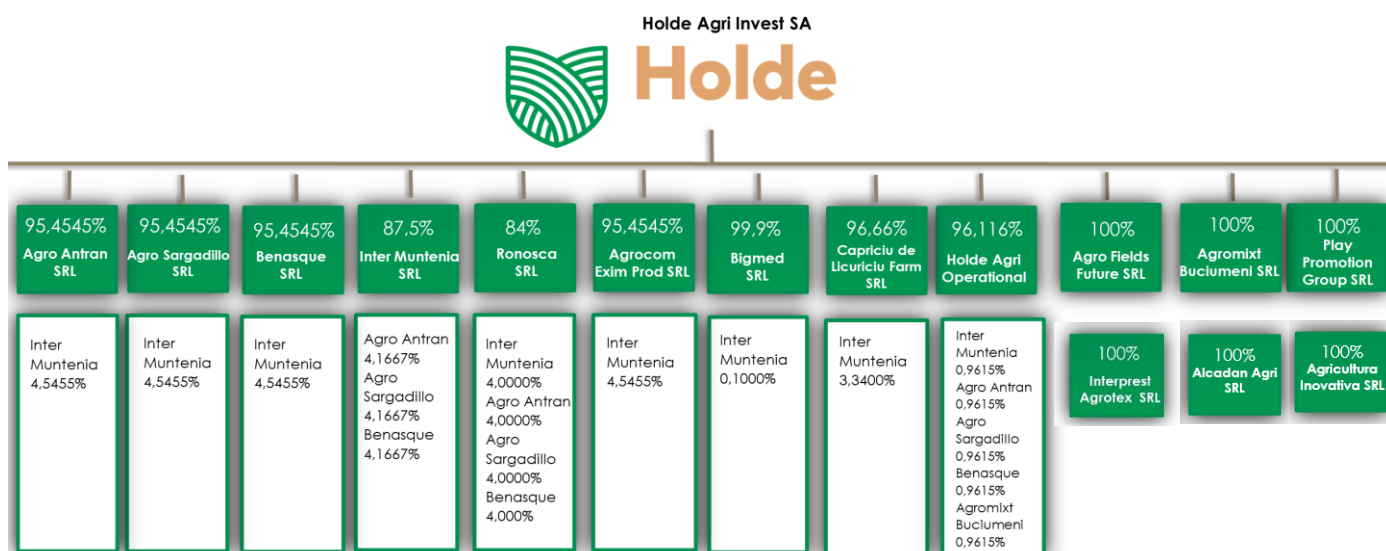 Holde Agri Invest SA
Holde
95,4545%
Agro Antran
SRL
95,4545%
Agro Sargadillo
SRL
95,4545%
Benasque
SRL
87,5%
Inter Muntenia
SRL
84%
Ronosca
SRL
95,4545%
Agrocom
Exim Prod SRL
99,9%
Bigmed
SRL
96,66%
Capriciu de
Licuriciu Farm
SRL
96,116%
Holde Agri
Operational
100%
Agro Fields
Future SRL
100%
Agromixt
Buciumeni SRL
100%
Play
Promotion
Group SRL
Inter
Muntenia
4,5455%
Inter
Muntenia
4,5455%
Inter
Muntenia
4,5455%
Agro Antran
4,1667%
Agro
Sargadillo
4,1667%
Benasque
4,1667%
Inter
Muntenia
4,0000%
Agro Antran
4,0000%
Agro
Sargadillo
4,0000%
Benasque
4,000%
Inter
Muntenia
4,5455%
Inter
Muntenia
0,1000%
Inter
Muntenia
3,3400%
Inter
Muntenia
0,9615%
Agro Antran
0,9615%
Agro
Sargadillo
0,9615%
Benasque
0,9615%
Agromixt
Buciumeni
0,9615%
100%
Interprest
Agrotex SRL
100%
Alcadan Agri
SRL
100%
Agricultura
Inovativa SRL